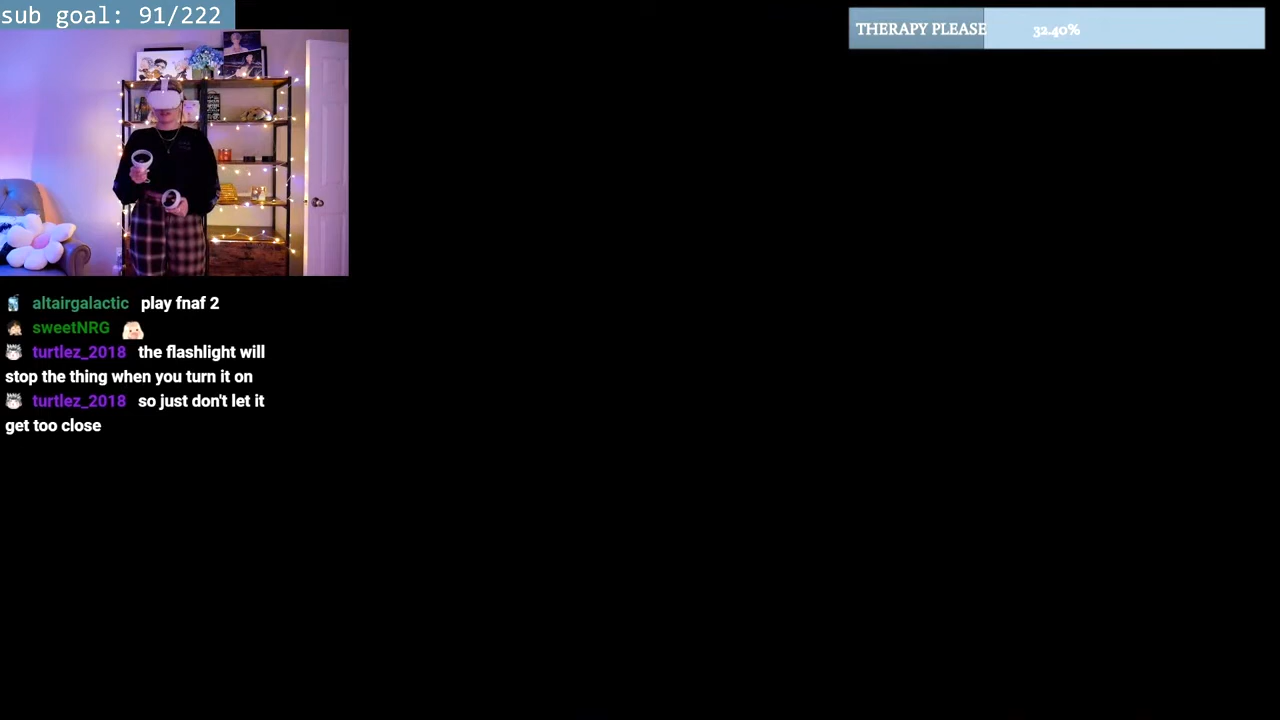 sub goal: 91/222
THERAPY PLEASE 32.40%
altairgalactic play fnaf 2
sweetNRG
turtlez_2018 the flashlight will
stop the thing when you turn it on
turtlez_2018 so just don't let it
get too close